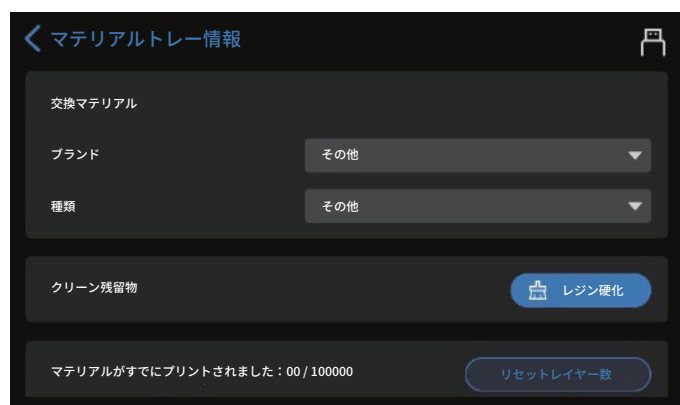 マテリアルトレー情報
交換マテリアル
ブランド
その他
種類
その他
クリーン残留物
レジン硬化
マテリアルがすでにプリントされました：00 / 100000
リセットレイヤー数